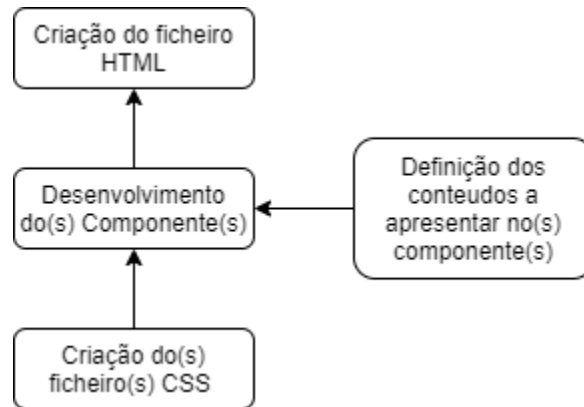 Criação do ficheiro
HTML
Desenvolvimento
do(s) Componente(s)
Definição dos
conteudos a
apresentar no(s)
componente(s)
Criação do(s)
ficheiro(s) CSS